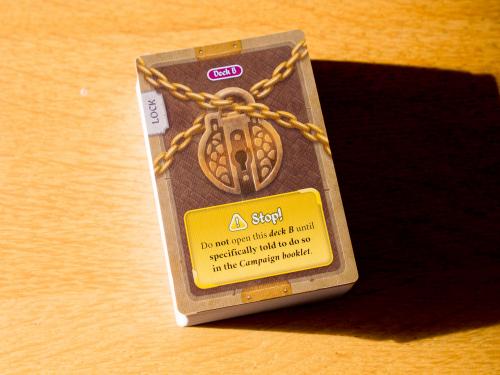 Deck B
LOCK
Stop!
Do not open this deck B until
specifically told to do so
in the Campaign booklet.